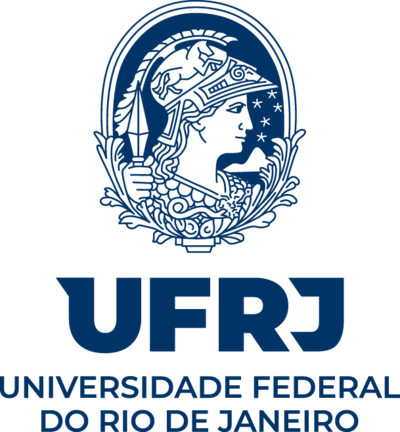 UFRJ
UNIVERSIDADE FEDERAL
DO RIO DE JANEIRO